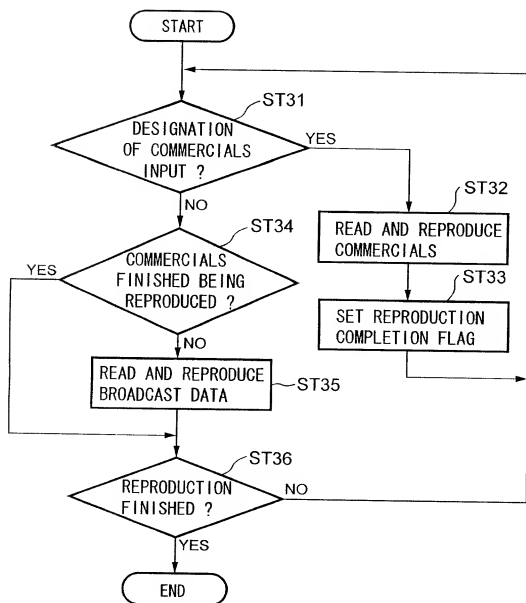 START
ST31
DESIGNATION
OF COMMERCIALS
INPUT ?
YES
NO
ST32
READ AND REPRODUCE
COMMERCIALS
ST34
COMMERCIALS
FINISHED BEING
REPRODUCED ?
YES
NO
ST33
SET REPRODUCTION
COMPLETION FLAG
READ AND REPRODUCE
BROADCAST DATA
ST35
ST36
REPRODUCTION
FINISHED ?
NO
YES
END